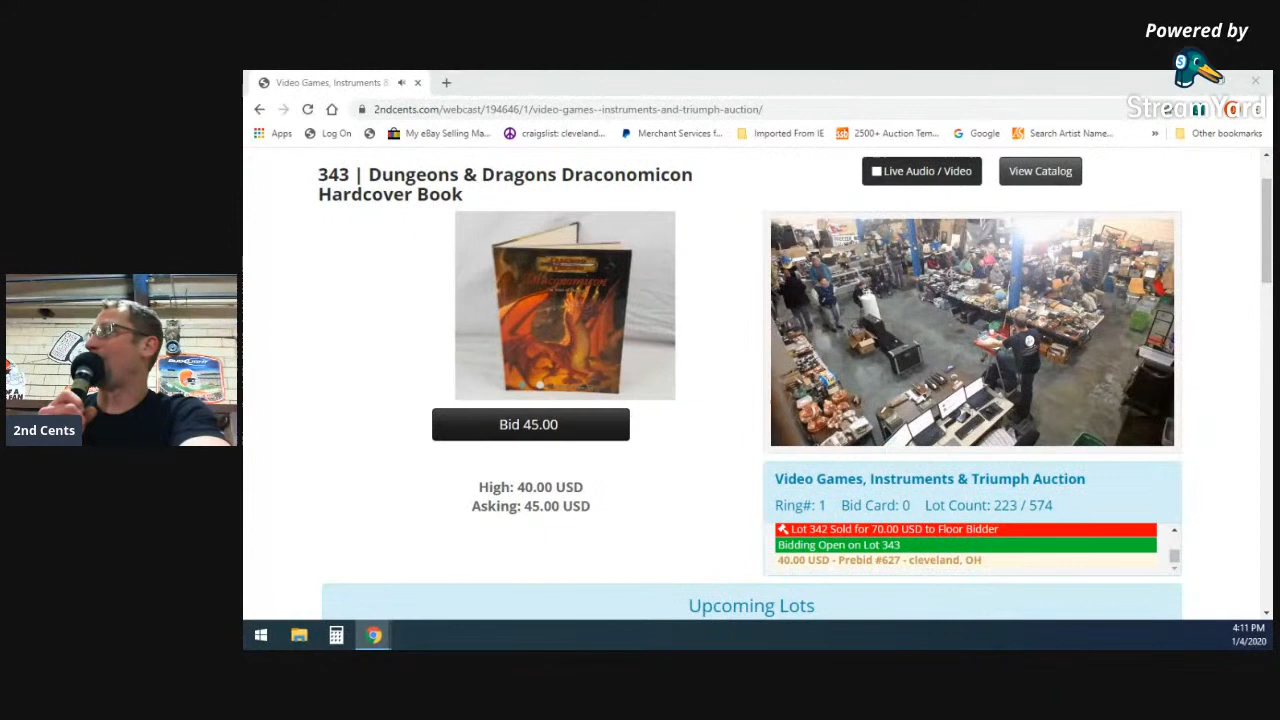 Powered by
StreamYard
Video Games, Instruments &
2ndcents.com/webcast/194646/1/video-games--instruments-and-triumph-auction/
Apps
Log On
My eBay Selling Ma...
craigslist: cleveland...
Merchant Services f...
Imported From IE
2500+ Auction Tem...
Google
Search Artist Name...
»
Other bookmarks
343 | Dungeons & Dragons Draconomicon
Hardcover Book
Live Audio / Video
View Catalog
Draconomicon
Bid 45.00
High: 40.00 USD
Asking: 45.00 USD
Video Games, Instruments & Triumph Auction
Ring#: 1 Bid Card: 0 Lot Count: 223 / 574
Lot 342 Sold for 70.00 USD to Floor Bidder
Bidding Open on Lot 343
40.00 USD - Prebid #627 - cleveland, OH
Upcoming Lots
2nd Cents
4:11 PM
1/4/2020